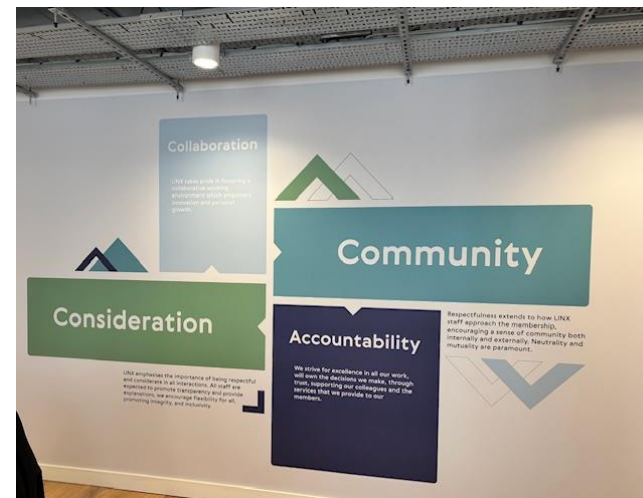 Collaboration
LINX takes pride in fostering a
collaborative working
environment which empowers
innovation and personal
growth.
Community
Respectfulness extends to how LINX
staff approach the membership,
encouraging a sense of community both
internally and externally. Neutrality and
mutuality are paramount.
Consideration
LINX emphasises the importance of being respectful
and considerate in all interactions. All staff are
expected to promote transparency and provide
explanations, we encourage flexibility for all,
promoting integrity, and inclusivity.
Accountability
We strive for excellence in all our work,
will own the decisions we make, through
trust, supporting our colleagues and the
services that we provide to our
members.